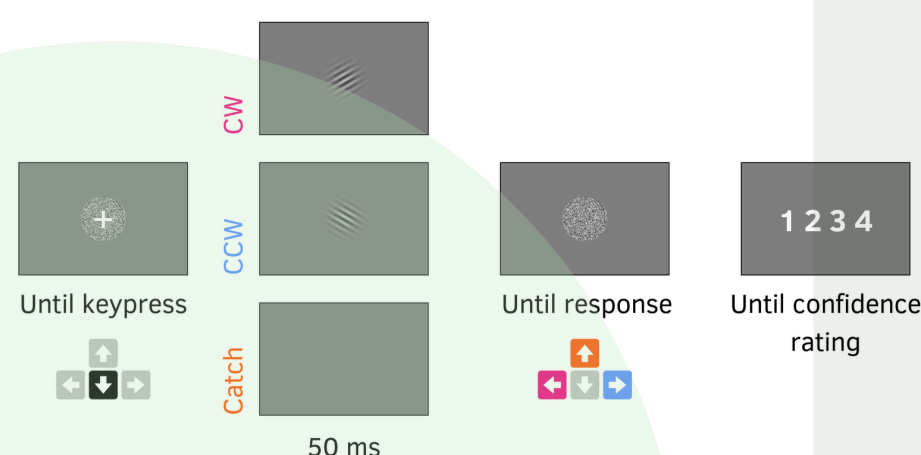 CW
CCW
Catch
1 2 3 4
Until keypress
Until response
Until confidence
rating
50 ms